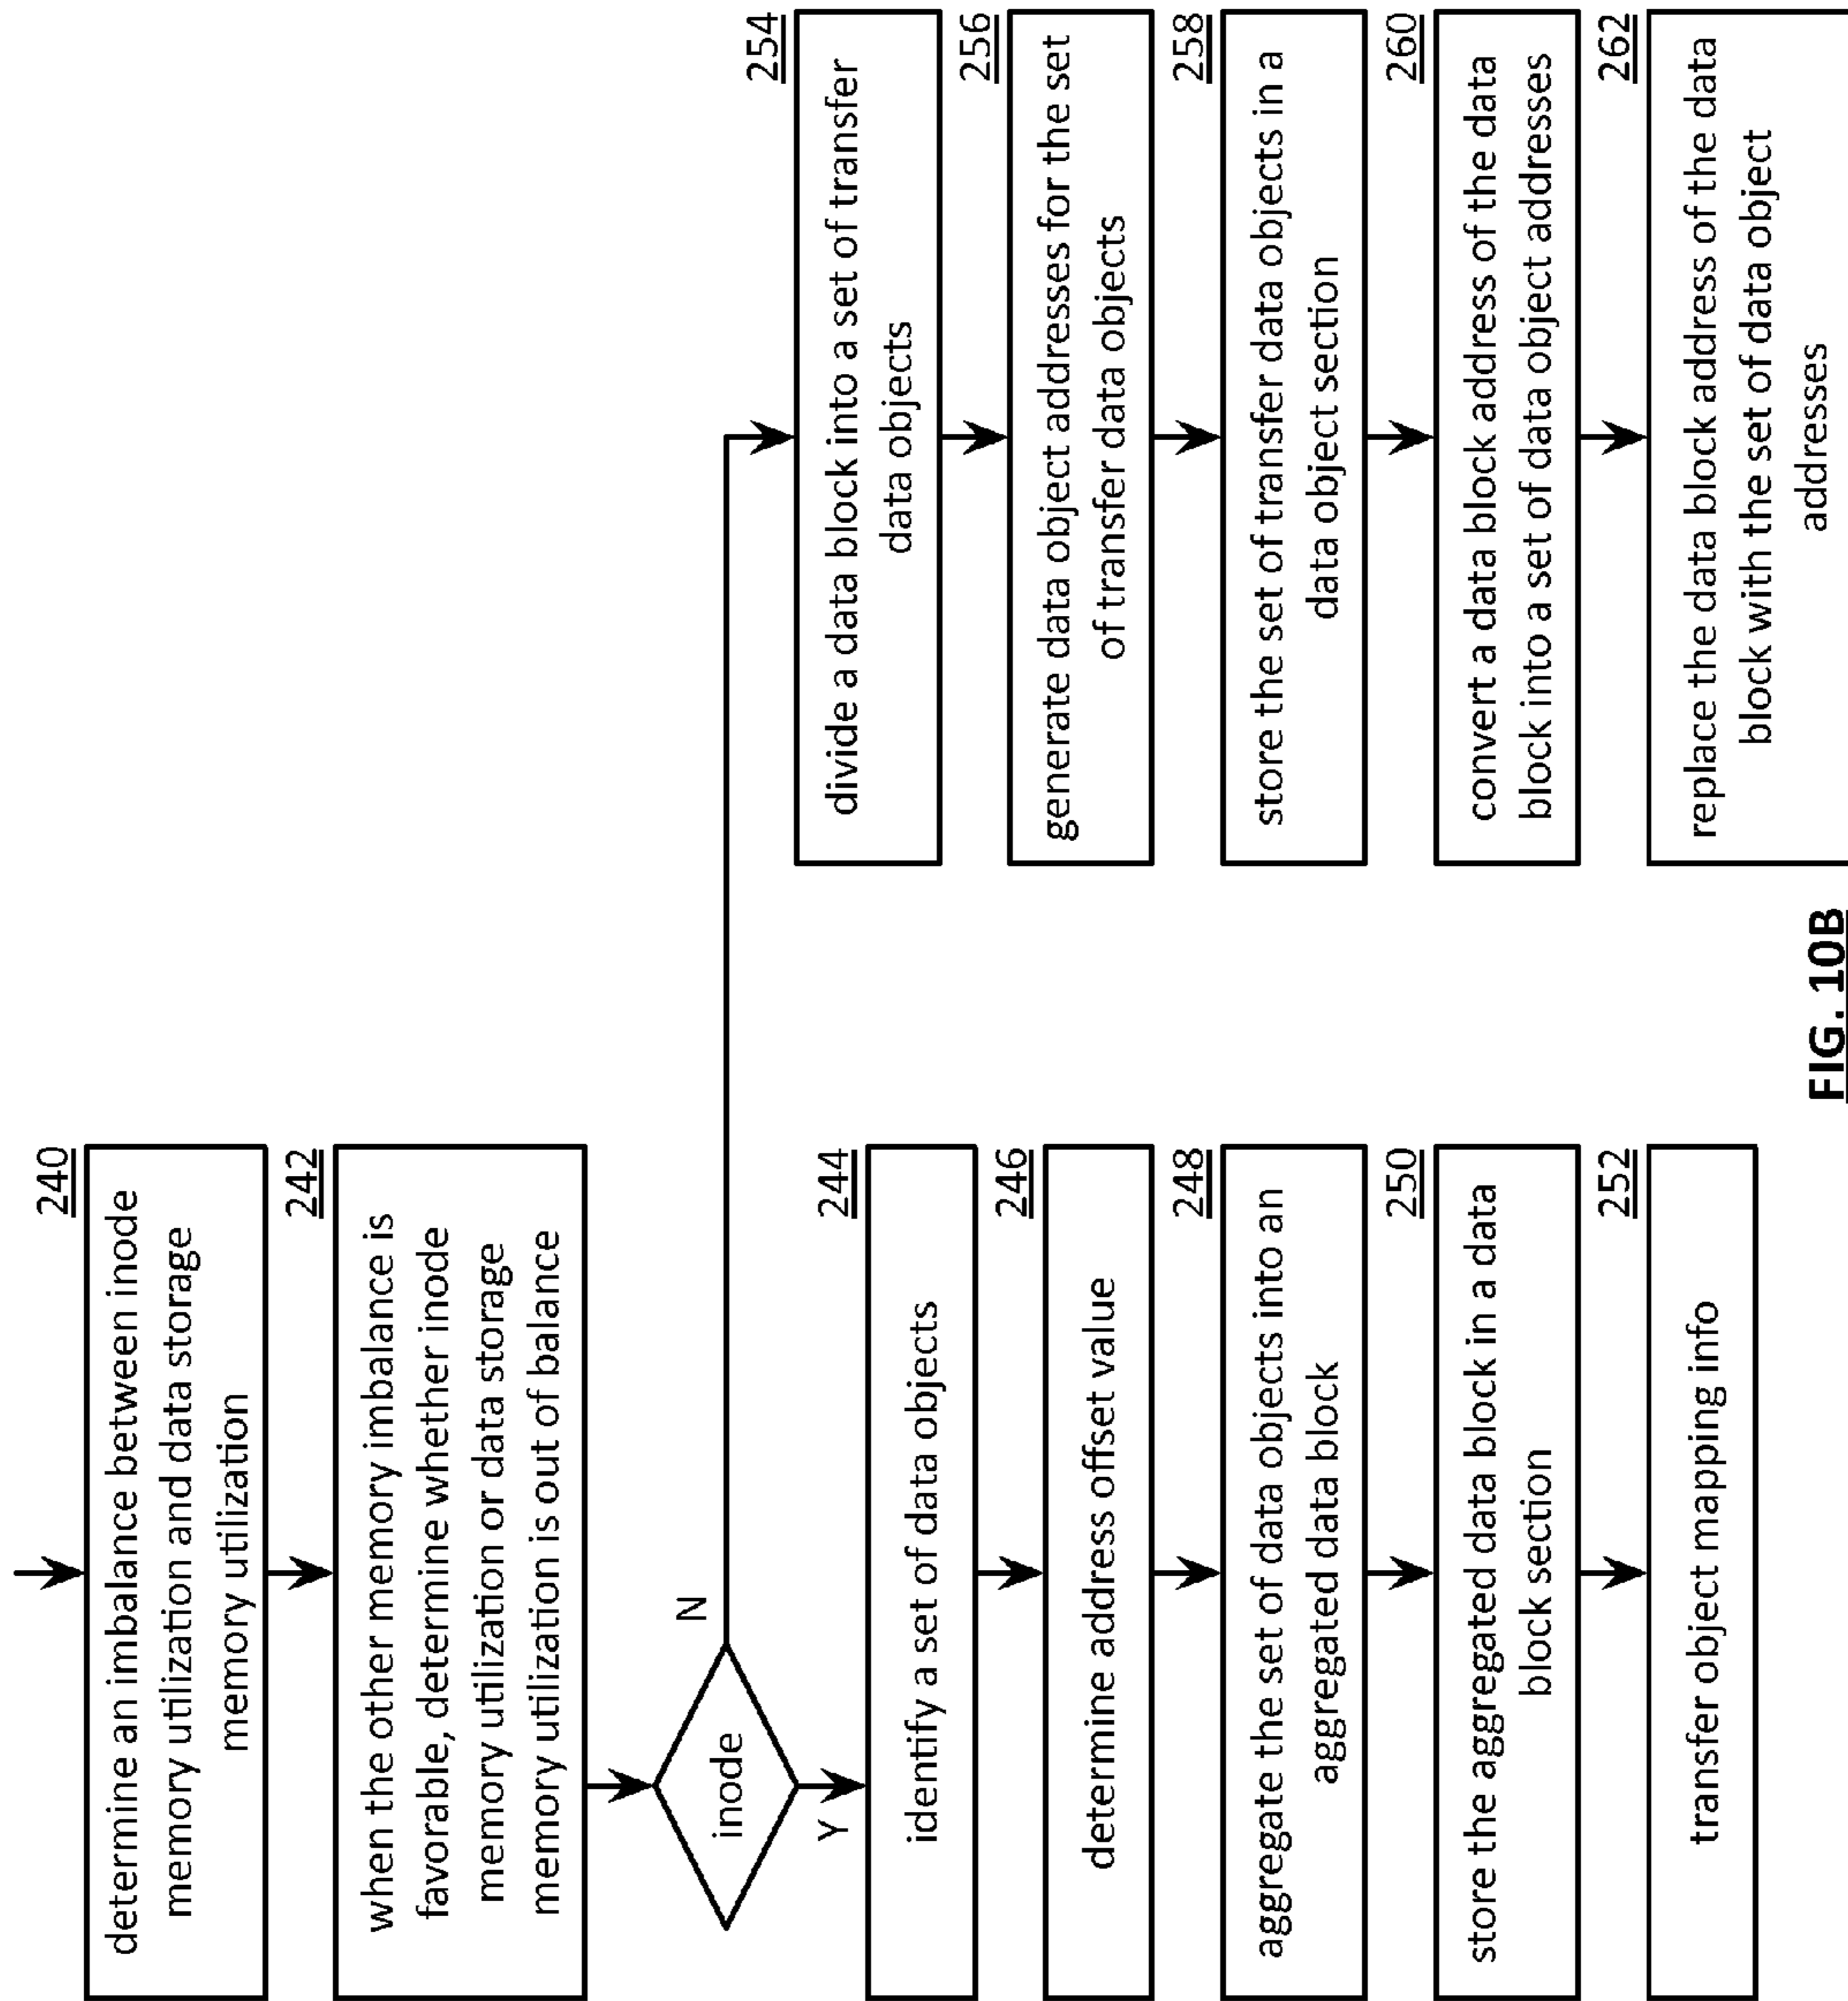 240
determine an imbalance between inode
memory utilization and data storage
memory utilization
242
when the other memory imbalance is
favorable, determine whether inode
memory utilization or data storage
memory utilization is out of balance
inode
N
Y
244
identify a set of data objects
246
determine address offset value
248
aggregate the set of data objects into an
aggregated data block
250
store the aggregated data block in a data
block section
252
transfer object mapping info
254
divide a data block into a set of transfer
data objects
256
generate data object addresses for the set
of transfer data objects
258
store the set of transfer data objects in a
data object section
260
convert a data block address of the data
block into a set of data object addresses
262
replace the data block address of the data
block with the set of data object
addresses
FIG. 10B